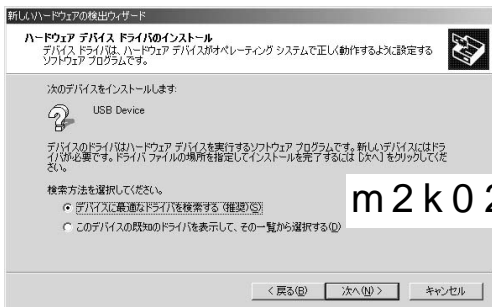 新しいハードウェアの検出ウィザード
ハードウェア デバイス ドライバのインストール
デバイス ドライバは、ハードウェア デバイスがオペレーティング システムで正しく動作するように設定する
ソフトウェア プログラムです。
次のデバイスをインストールします:
USB Device
デバイスのドライバはハードウェア デバイスを実行するソフトウェア プログラムです。新しいデバイスにはドラ
イバが必要です。ドライバ ファイルの場所を指定してインストールを完了するには [次へ] をクリックしてくだ
さい。
検索方法を選択してください。
デバイスに最適なドライバを検索する (推奨)(S)
m2k02
このデバイスの既知のドライバを表示して、その一覧から選択する(D)
< 戻る(B)
次へ(N) >
キャンセル